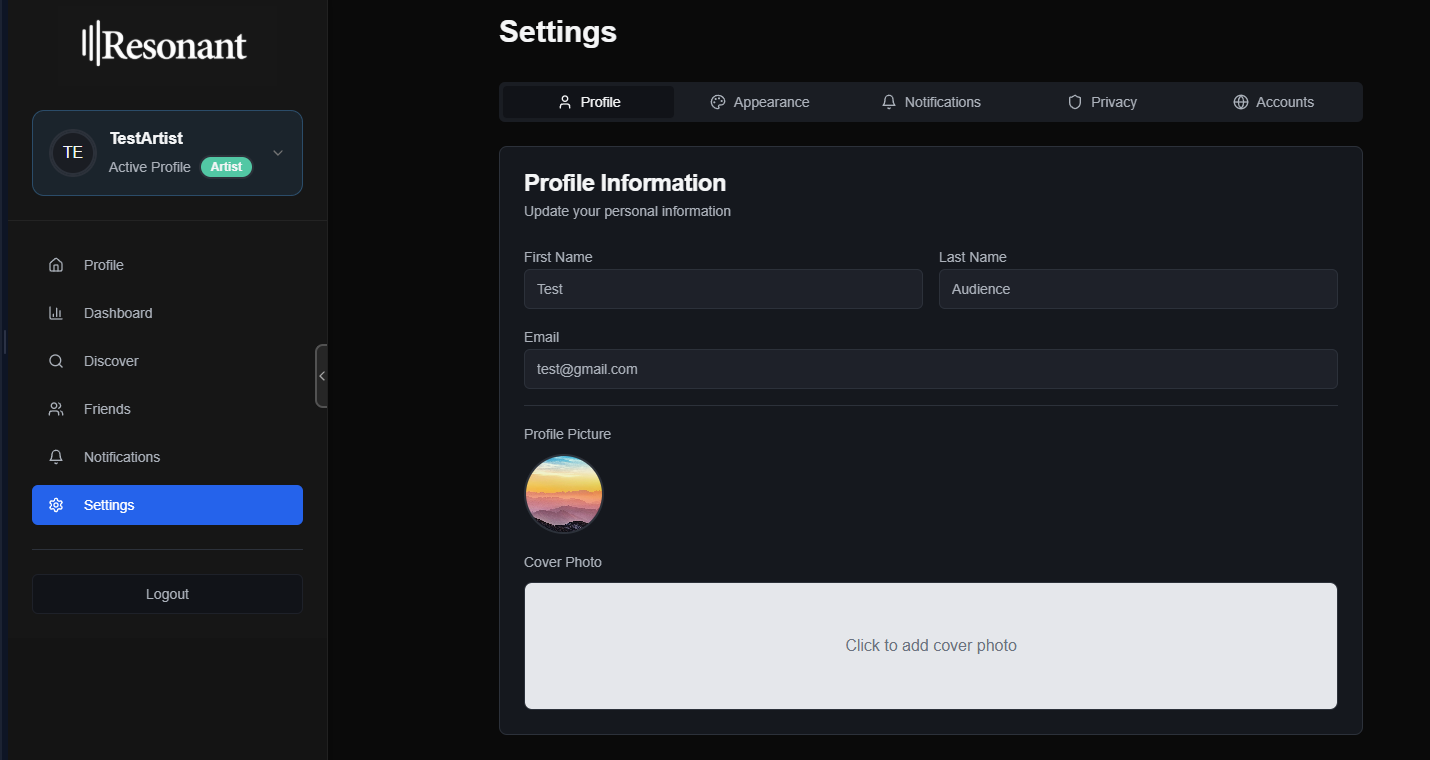 Resonant
TE
TestArtist
Active Profile Artist
Profile
Dashboard
Discover
Friends
Notifications
Settings
Logout
Settings
Profile Appearance Notifications Privacy Accounts
Profile Information
Update your personal information
First Name Last Name
Test Audience
Email
test@gmail.com
Profile Picture
Cover Photo
Click to add cover photo